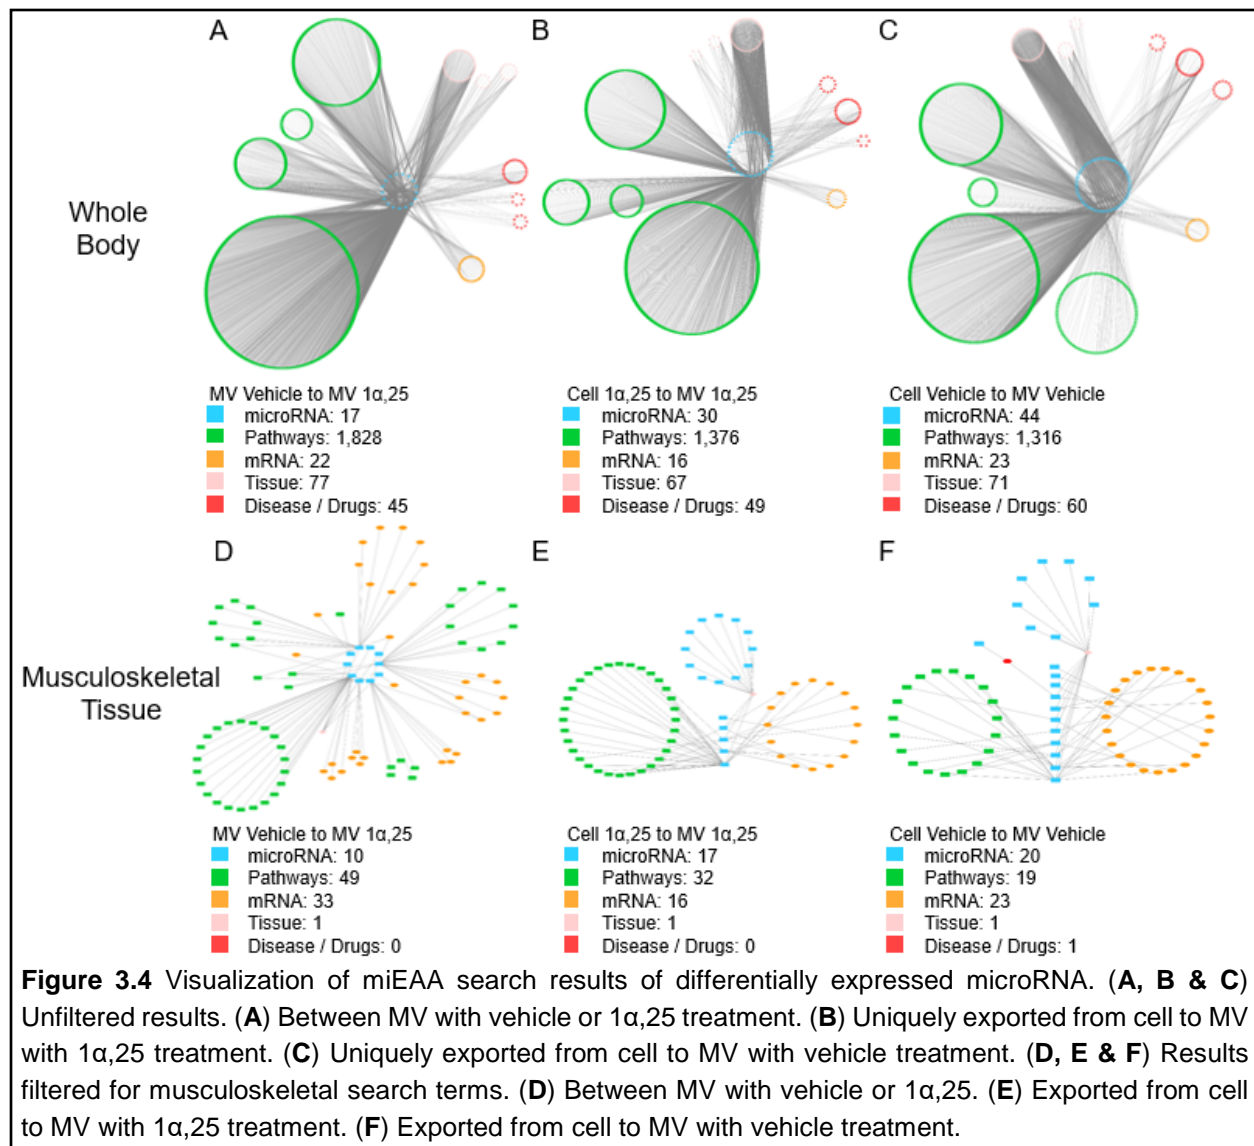 A
B
C
Whole
Body
MV Vehicle to MV 1α,25
microRNA: 17
Pathways: 1,828
mRNA: 22
Tissue: 77
Disease / Drugs: 45
Cell 1α,25 to MV 1α,25
microRNA: 30
Pathways: 1,376
mRNA: 16
Tissue: 67
Disease / Drugs: 49
Cell Vehicle to MV Vehicle
microRNA: 44
Pathways: 1,316
mRNA: 23
Tissue: 71
Disease / Drugs: 60
D
E
F
Musculoskeletal
Tissue
MV Vehicle to MV 1α,25
microRNA: 10
Pathways: 49
mRNA: 33
Tissue: 1
Disease / Drugs: 0
Cell 1α,25 to MV 1α,25
microRNA: 17
Pathways: 32
mRNA: 16
Tissue: 1
Disease / Drugs: 0
Cell Vehicle to MV Vehicle
microRNA: 20
Pathways: 19
mRNA: 23
Tissue: 1
Disease / Drugs: 1
Figure 3.4 Visualization of miEAA search results of differentially expressed microRNA. (A, B & C)
Unfiltered results. (A) Between MV with vehicle or 1α,25 treatment. (B) Uniquely exported from cell to MV
with 1α,25 treatment. (C) Uniquely exported from cell to MV with vehicle treatment. (D, E & F) Results
filtered for musculoskeletal search terms. (D) Between MV with vehicle or 1α,25. (E) Exported from cell
to MV with 1α,25 treatment. (F) Exported from cell to MV with vehicle treatment.